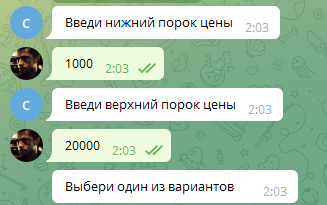 С
Введи нижний порок цены 2:03
1000 2:03
С
Введи верхний порок цены 2:03
20000 2:03
Выбери один из вариантов 2:03